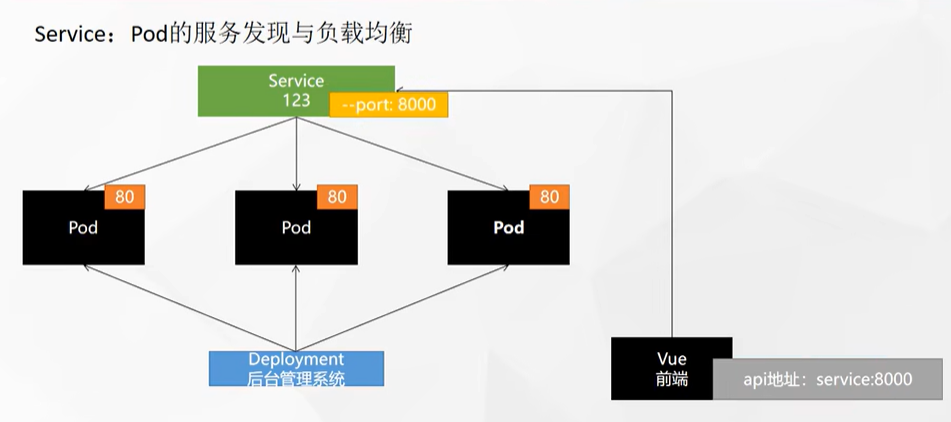 Service：Pod的服务发现与负载均衡
Service
123
--port: 8000
80
80
80
Pod
Pod
Pod
Deployment
后台管理系统
Vue
前端
api地址：service:8000